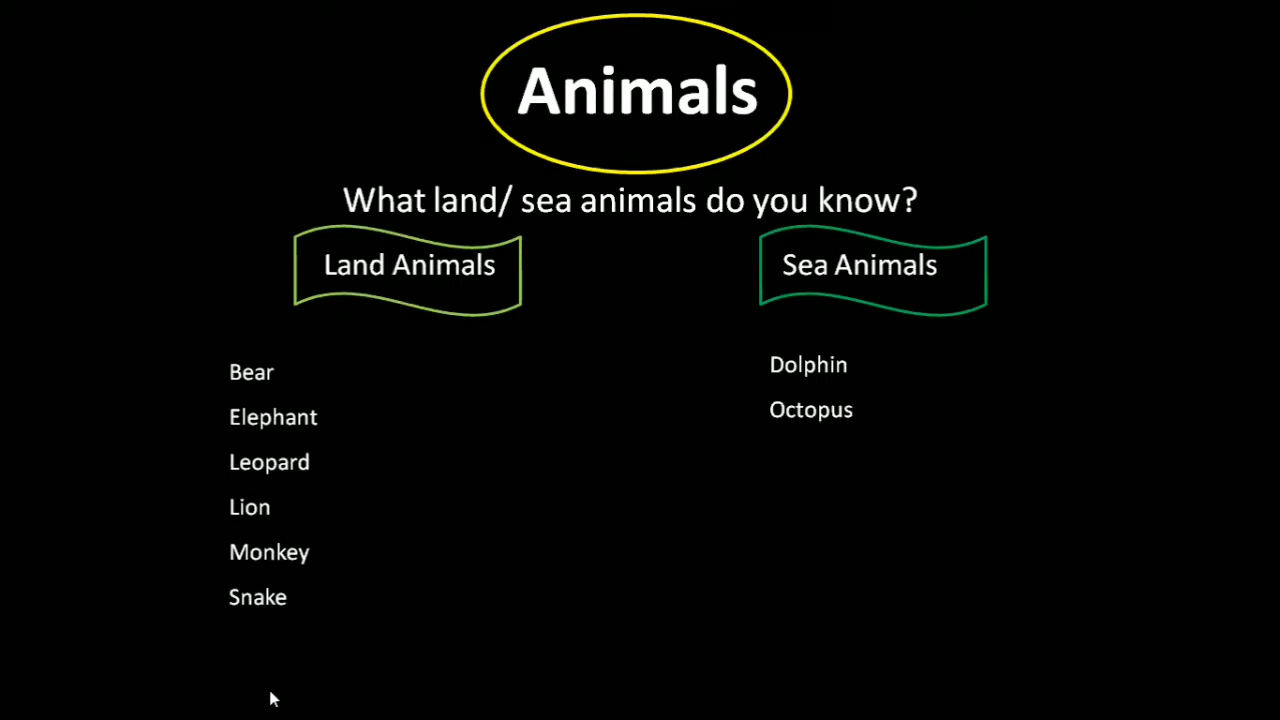 Animals
What land/ sea animals do you know?
Land Animals
Sea Animals
Bear
Elephant
Leopard
Lion
Monkey
Snake
Dolphin
Octopus